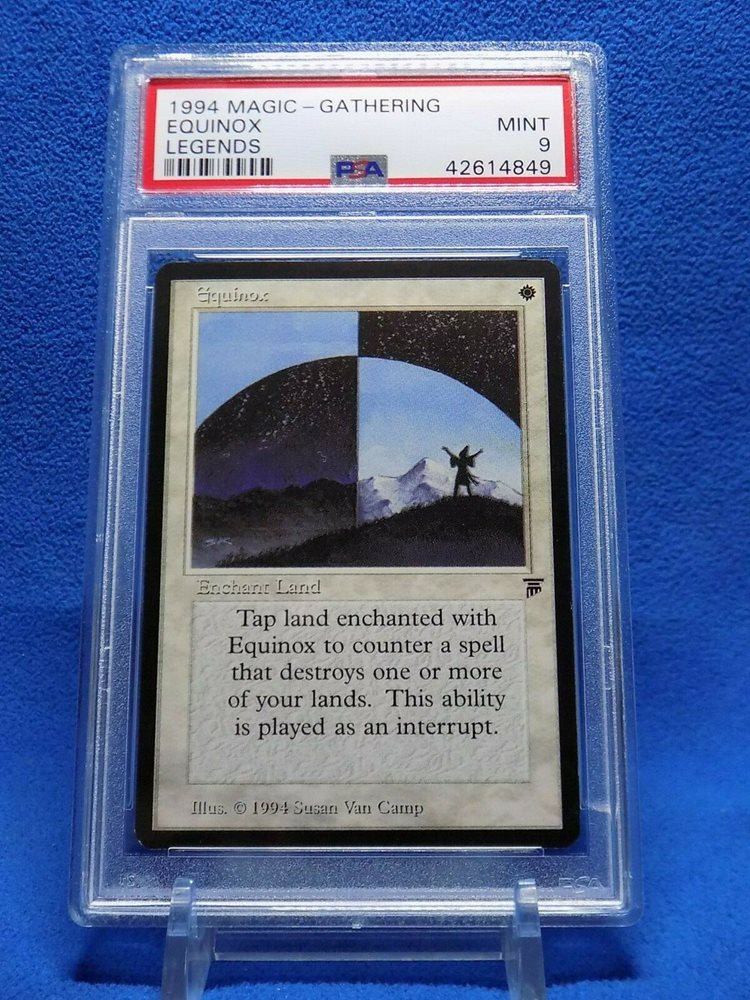 1994 MAGIC - GATHERING
EQUINOX MINT
LEGENDS 9
PSA 42614849
Equinox
Enchant Land
Tap land enchanted with
Equinox to counter a spell
that destroys one or more
of your lands. This ability
is played as an interrupt.
Illus. © 1994 Susan Van Camp
PSA